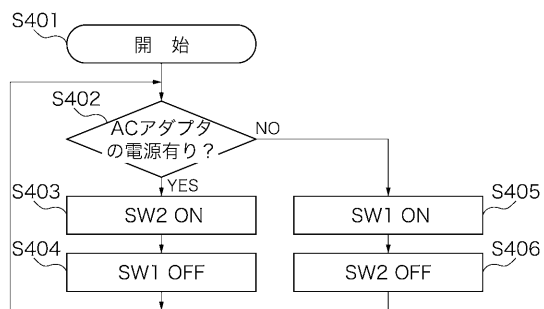 S401
開 始
S402
ACアダプタ
の電源有り?
NO
YES
S403
SW2 ON
S405
SW1 ON
S404
SW1 OFF
S406
SW2 OFF